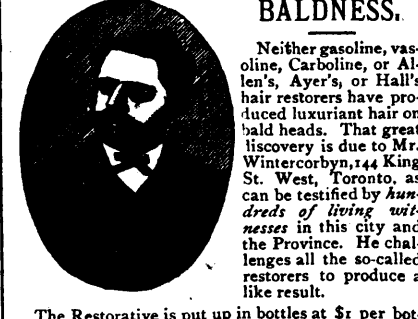 BALDNESS.
Neither gasoline, vas-
oline, Carboline, or Al-
len's, Ayer's, or Hall's
hair restorers have pro-
duced luxuriant hair on
bald heads. That great
discovery is due to Mr.
Wintercorbyn, 144 King
St. West, Toronto, as
can be testified by hun-
dreds of living wit-
nesses in this city and
the Province. He chal-
lenges all the so-called
restorers to produce a
like result.
The Restorative is put up in bottles at $1 per bot-